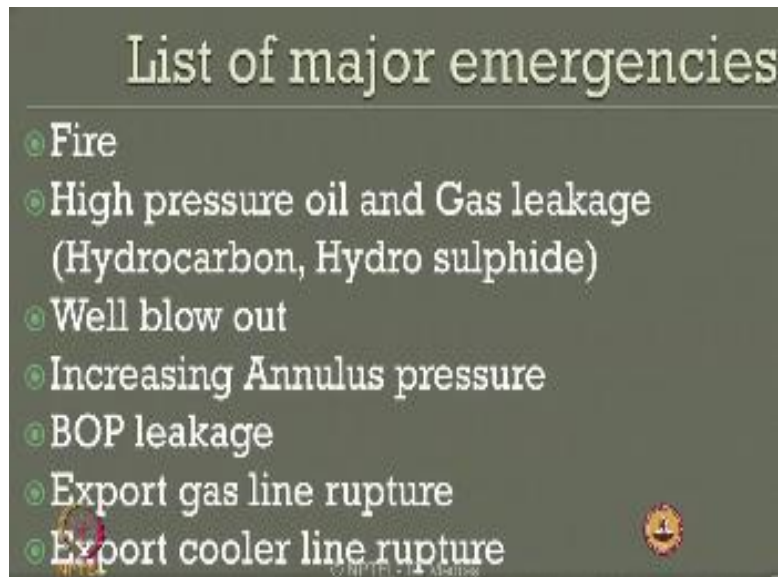 List of major emergencies
Fire
High pressure oil and Gas leakage
(Hydrocarbon, Hydro sulphide)
Well blow out
Increasing Annulus pressure
BOP leakage
Export gas line rupture
Export cooler line rupture
NPTEL